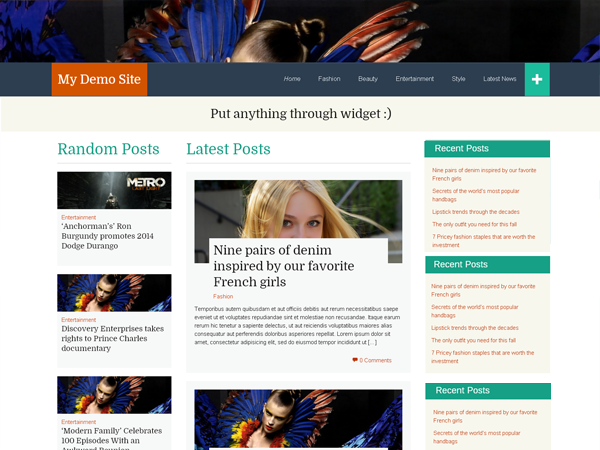 My Demo Site
Home Fashion Beauty Entertainment Style Latest News
Put anything through widget :)
Random Posts
METRO
LAST LIGHT
Entertainment
‘Anchorman’s’ Ron
Burgundy promotes 2014
Dodge Durango
Entertainment
Discovery Enterprises takes
rights to Prince Charles
documentary
Entertainment
‘Modern Family’ Celebrates
100 Episodes With an
Awkward Reunion
Latest Posts
Nine pairs of denim
inspired by our favorite
French girls
Fashion
Temporibus autem quibusdam et aut officiis debitis aut rerum necessitatibus saepe
eveniet ut et voluptates repudiandae sint et molestiae non recusandae. Itaque earum
rerum hic tenetur a sapiente delectus, ut aut reiciendis voluptatibus maiores alias
consequatur aut perferendis doloribus asperiores repellat. Lorem ipsum dolor sit
amet, consectetur adipisicing elit, sed do eiusmod tempor incididunt ut [...]
0 Comments
Recent Posts
Nine pairs of denim inspired by our favorite
French girls
Secrets of the world's most popular
handbags
Lipstick trends through the decades
The only outfit you need for this fall
7 Pricey fashion staples that are worth the
investment
Recent Posts
Nine pairs of denim inspired by our favorite
French girls
Secrets of the world's most popular
handbags
Lipstick trends through the decades
The only outfit you need for this fall
7 Pricey fashion staples that are worth the
investment
Recent Posts
Nine pairs of denim inspired by our favorite
French girls
Secrets of the world's most popular
handbags